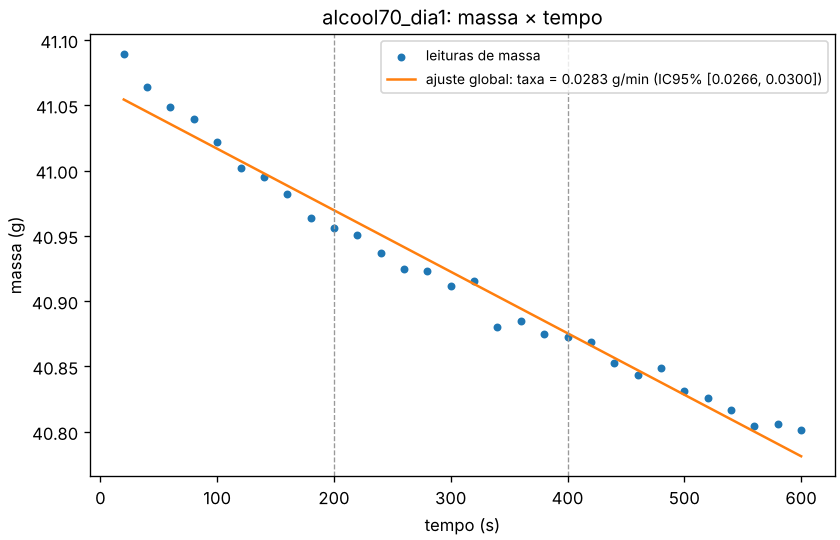 alcool70_dia1: massa × tempo
leituras de massa
ajuste global: taxa = 0.0283 g/min (IC95% [0.0266, 0.0300])
massa (g)
41.10
41.05
41.00
40.95
40.90
40.85
40.80
0 100 200 300 400 500 600
tempo (s)